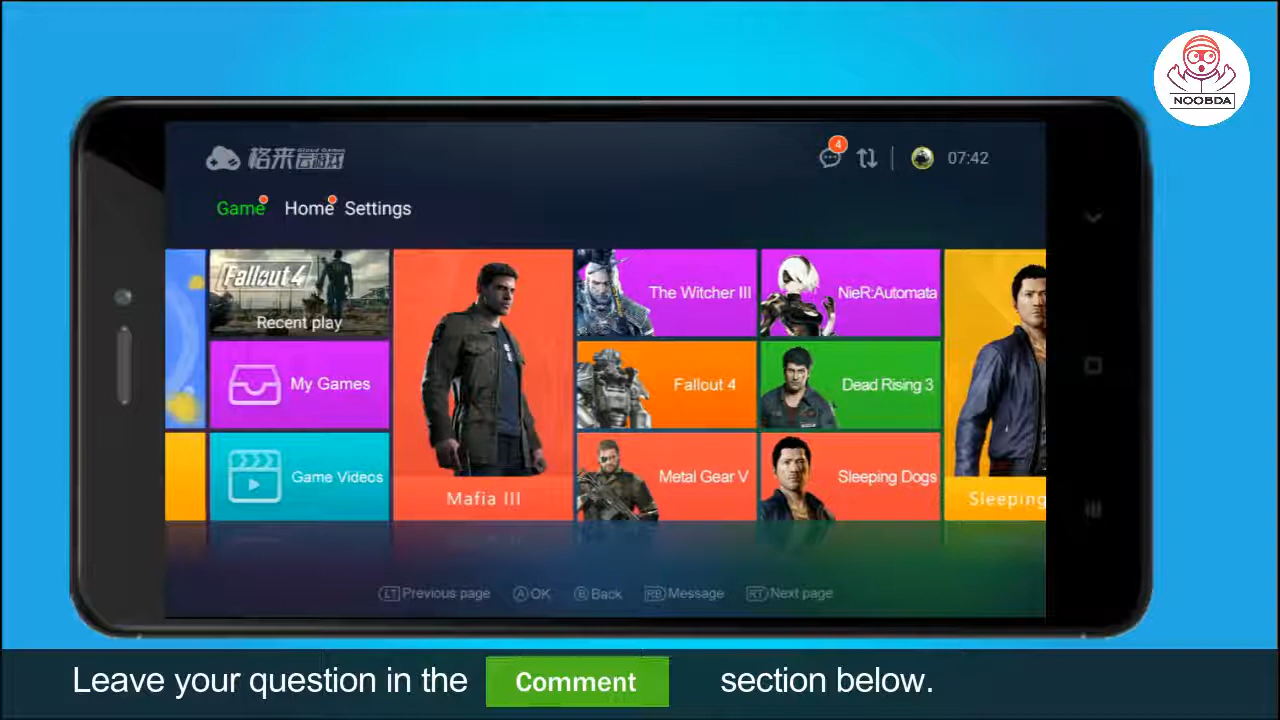 NOOBDA
格来云游戏
Cloud Games
4
07:42
Game Home Settings
Fallout 4
Recent play
My Games
Game Videos
Mafia III
The Witcher III
NieR:Automata
Fallout 4
Dead Rising 3
Metal Gear V
Sleeping Dogs
Sleeping
LT Previous page A OK B Back RB Message RT Next page
Leave your question in the Comment section below.